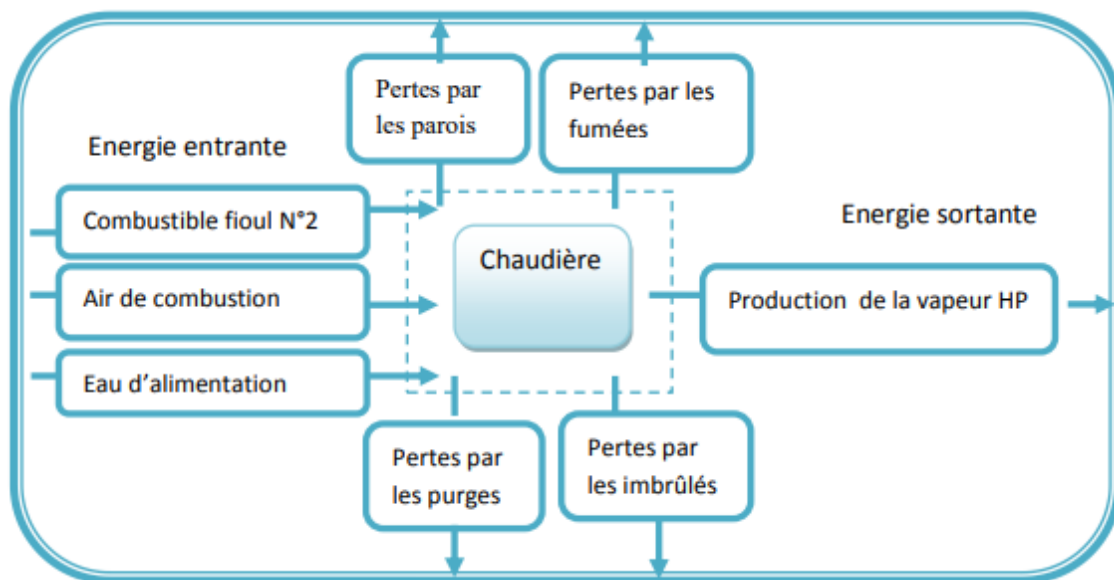 Pertes par
les parois
Pertes par les
fumées
Energie entrante
Combustible fioul N°2
Energie sortante
Chaudière
Air de combustion
Production de la vapeur HP
Eau d'alimentation
Pertes par
les purges
Pertes par
les imbrûlés